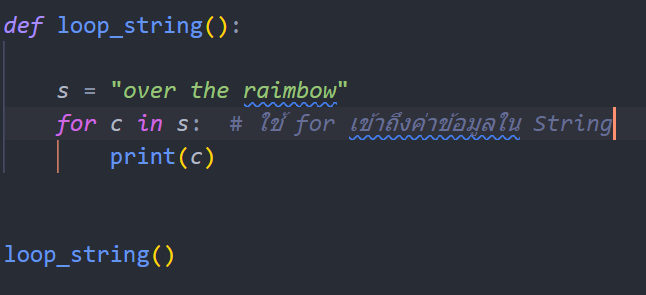 def loop_string():
s = "over the raimbow"
for c in s:  # ใช้ for เข้าถึงค่าข้อมูลใน String
print(c)
loop_string()